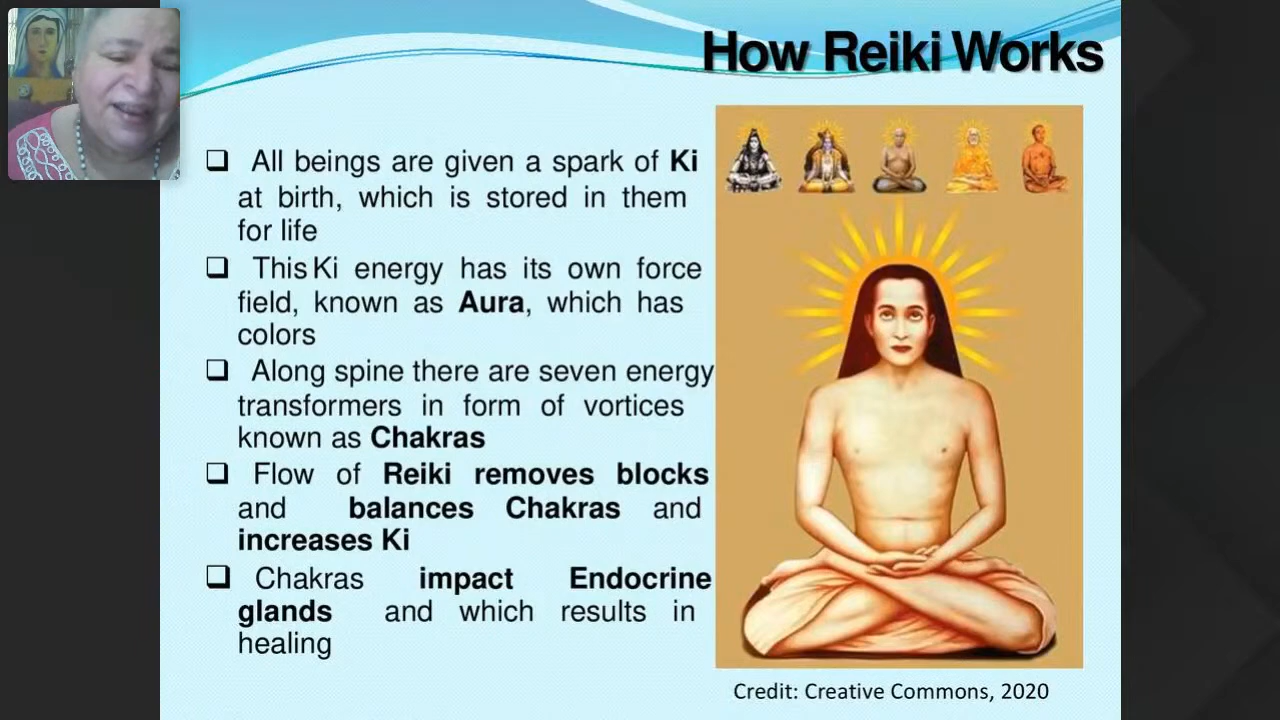 How Reiki Works
❑ All beings are given a spark of Ki
at birth, which is stored in them
for life
❑ This Ki energy has its own force
field, known as Aura, which has
colors
❑ Along spine there are seven energy
transformers in form of vortices
known as Chakras
❑ Flow of Reiki removes blocks
and balances Chakras and
increases Ki
❑ Chakras impact Endocrine
glands and which results in
healing
Credit: Creative Commons, 2020